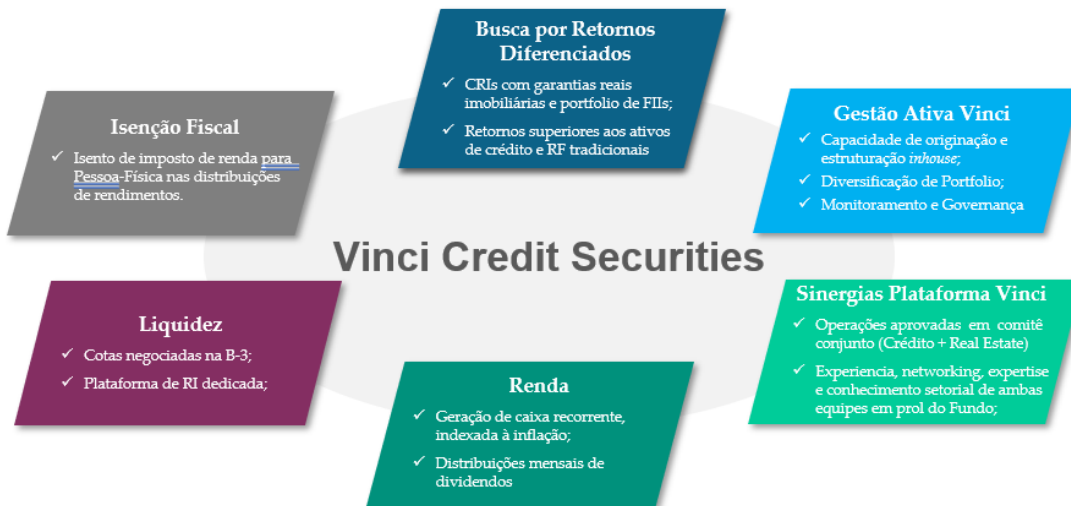 Busca por Retornos
Diferenciados
✓ CRIs com garantias reais
imobiliárias e portfolio de FIIs;
✓ Retornos superiores aos ativos
de crédito e RF tradicionais
Isenção Fiscal
✓ Isento de imposto de renda para
Pessoa-Física nas distribuições
de rendimentos.
Gestão Ativa Vinci
✓ Capacidade de originação e
estruturação inhouse;
✓ Diversificação de Portfolio;
✓ Monitoramento e Governança
Vinci Credit Securities
Liquidez
✓ Cotas negociadas na B-3;
✓ Plataforma de RI dedicada;
Sinergias Plataforma Vinci
✓ Operações aprovadas em comitê
conjunto (Crédito + Real Estate)
✓ Experiencia, networking, expertise
e conhecimento setorial de ambas
equipes em prol do Fundo;
Renda
✓ Geração de caixa recorrente,
indexada à inflação;
✓ Distribuições mensais de
dividendos